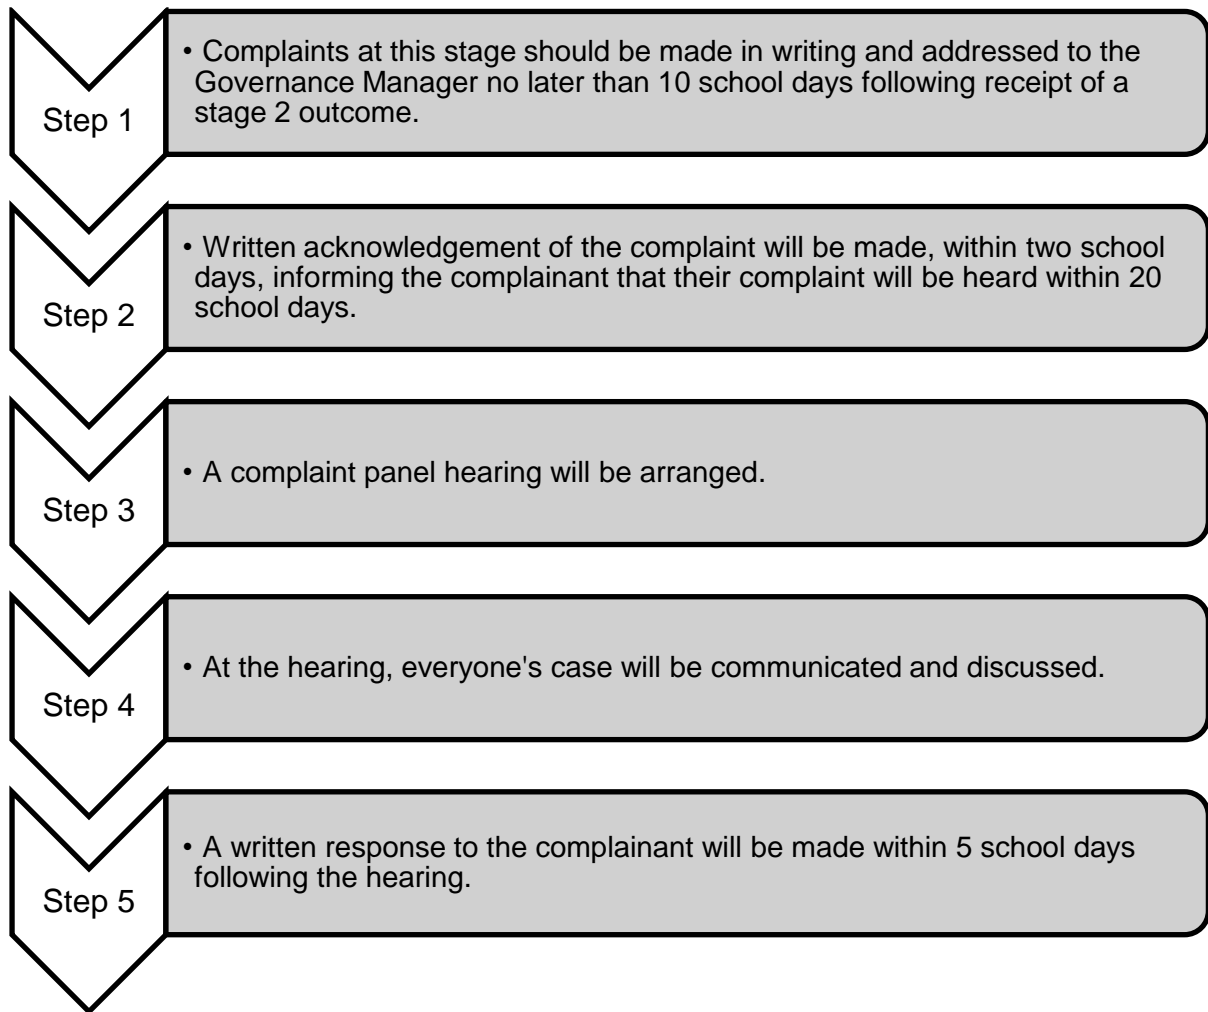 Step 1
• Complaints at this stage should be made in writing and addressed to the
Governance Manager no later than 10 school days following receipt of a
stage 2 outcome.
Step 2
• Written acknowledgement of the complaint will be made, within two school
days, informing the complainant that their complaint will be heard within 20
school days.
Step 3
• A complaint panel hearing will be arranged.
Step 4
• At the hearing, everyone's case will be communicated and discussed.
Step 5
• A written response to the complainant will be made within 5 school days
following the hearing.